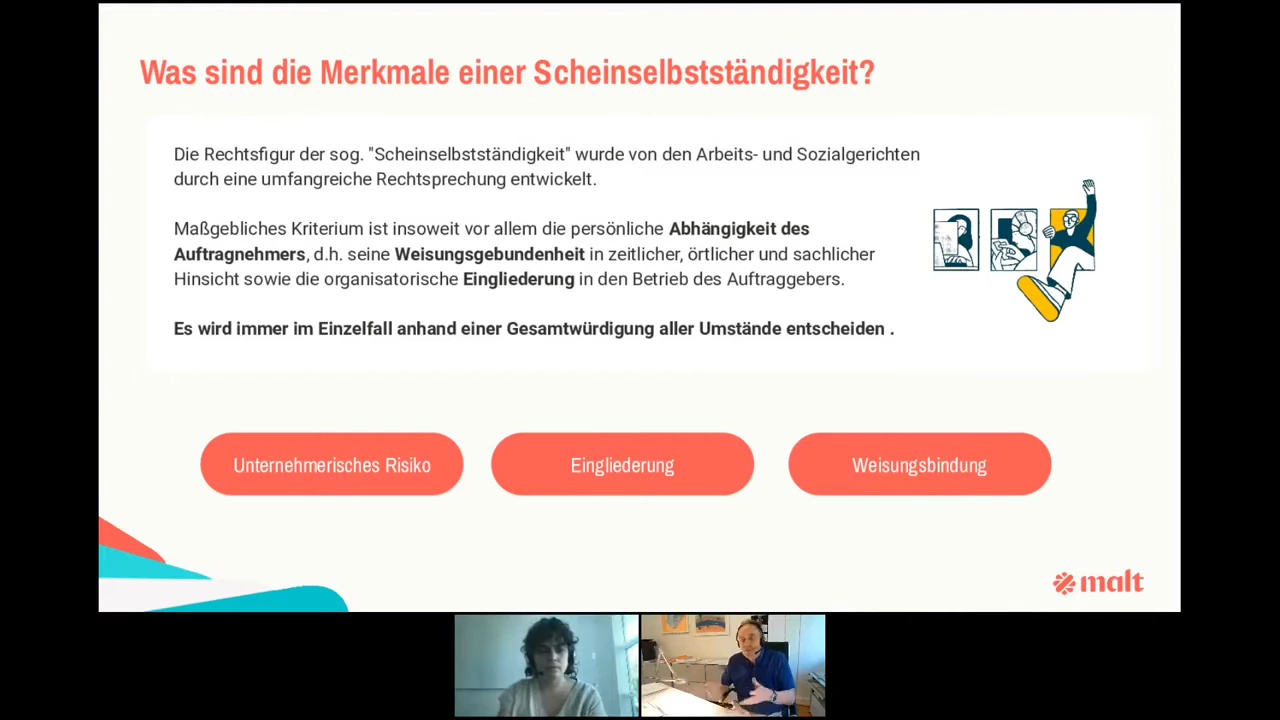 Was sind die Merkmale einer Scheinselbstständigkeit?
Die Rechtsfigur der sog. "Scheinselbstständigkeit" wurde von den Arbeits- und Sozialgerichten
durch eine umfangreiche Rechtsprechung entwickelt.
Maßgebliches Kriterium ist insoweit vor allem die persönliche Abhängigkeit des
Auftragnehmers, d.h. seine Weisungsgebundenheit in zeitlicher, örtlicher und sachlicher
Hinsicht sowie die organisatorische Eingliederung in den Betrieb des Auftraggebers.
Es wird immer im Einzelfall anhand einer Gesamtwürdigung aller Umstände entscheiden .
Unternehmerisches Risiko
Eingliederung
Weisungsbindung
malt